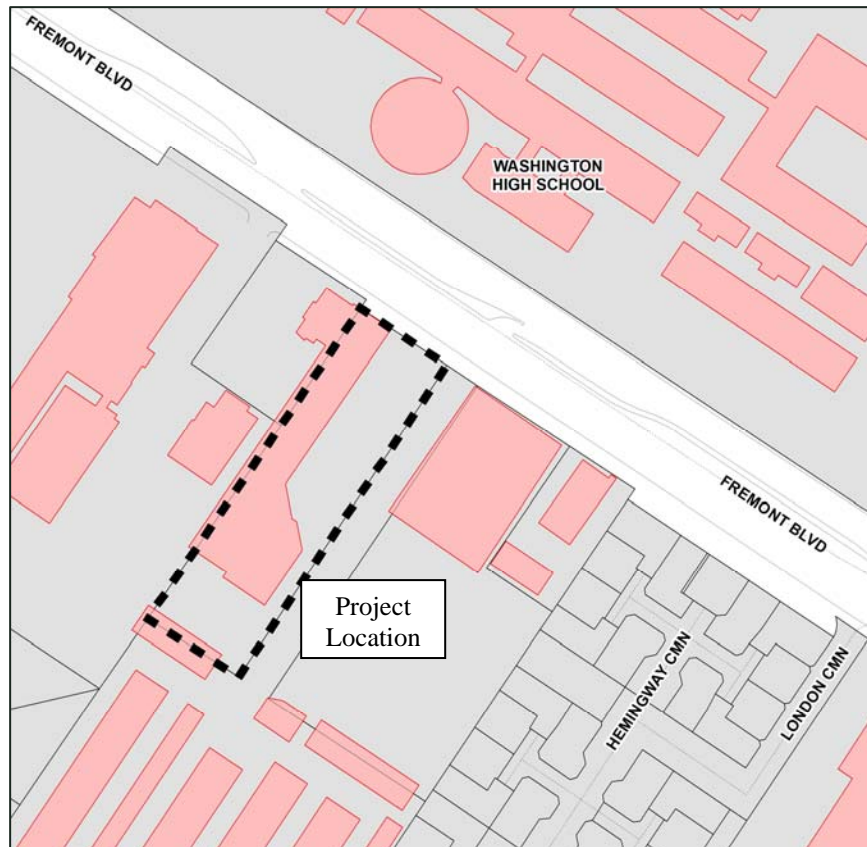 FREMONT BLVD
WASHINGTON
HIGH SCHOOL
FREMONT BLVD
Project
Location
HEMINGWAY CMN
LONDON CMN